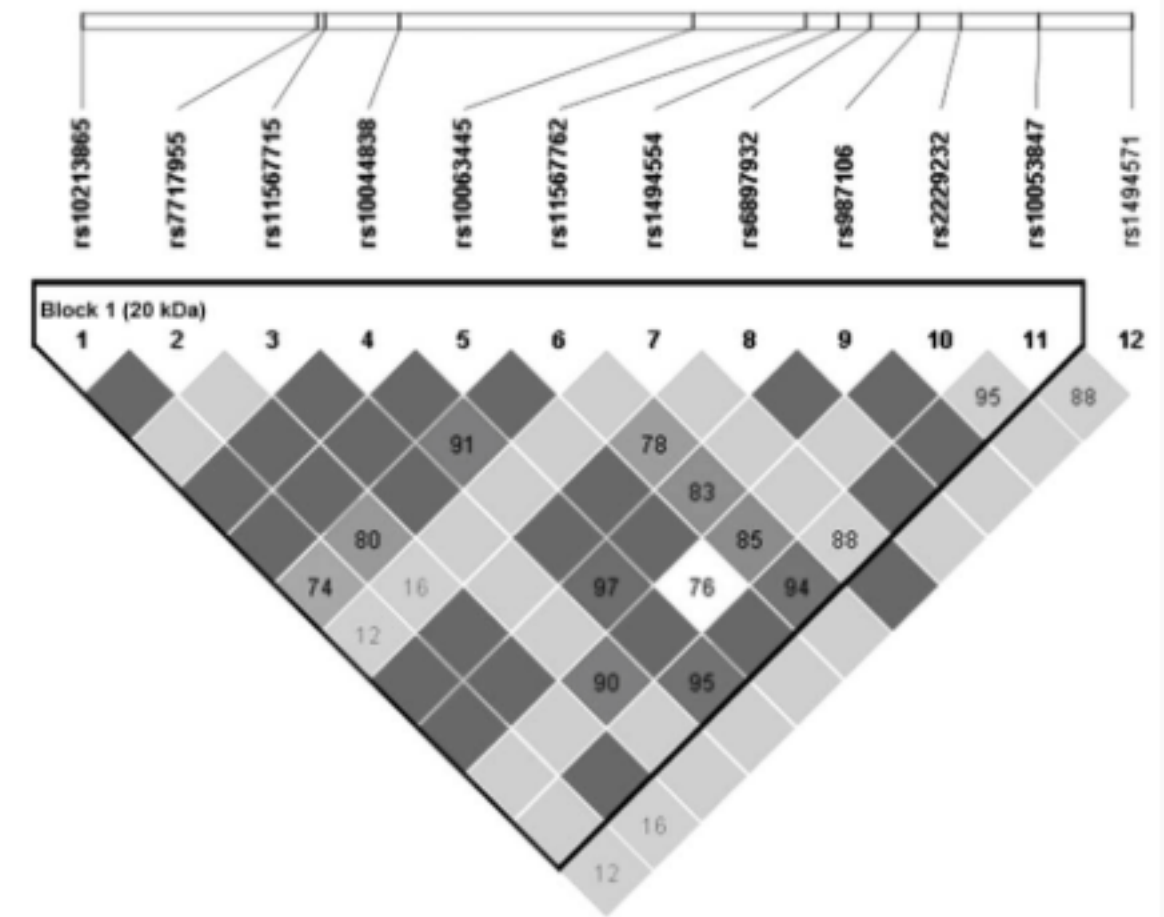 rs10213865
rs7717955
rs11567715
rs10044838
rs10063445
rs11567762
rs1494554
rs6897932
rs987106
rs2229232
rs10053847
rs1494571
Block 1 (20 kDa)
1 2 3 4 5 6 7 8 9 10 11 12
95 88
91 78
83
80 85 88
74 16 97 76 94
12
90 95
16
12